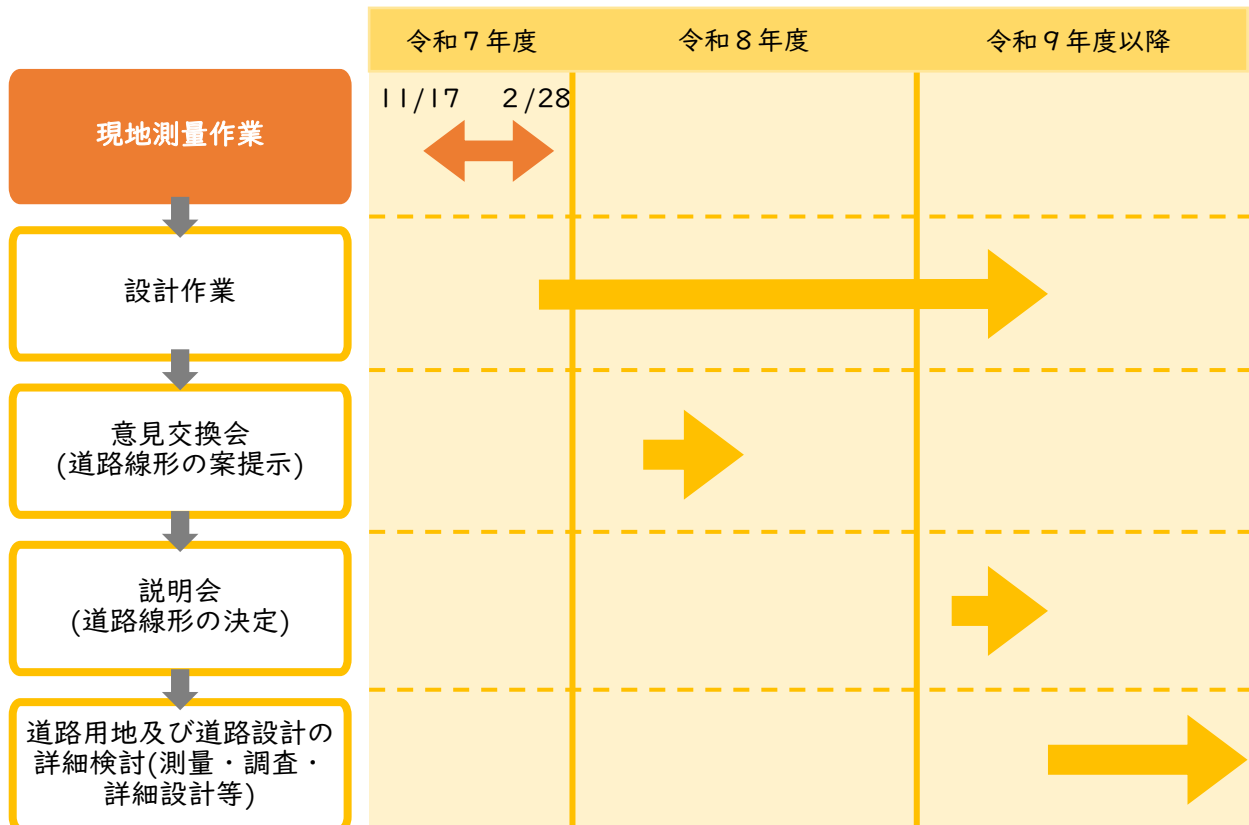 令和7年度
令和8年度
令和9年度以降
11/17
2/28
現地測量作業
設計作業
意見交換会
(道路線形の案提示)
説明会
(道路線形の決定)
道路用地及び道路設計の
詳細検討(測量・調査・
詳細設計等)